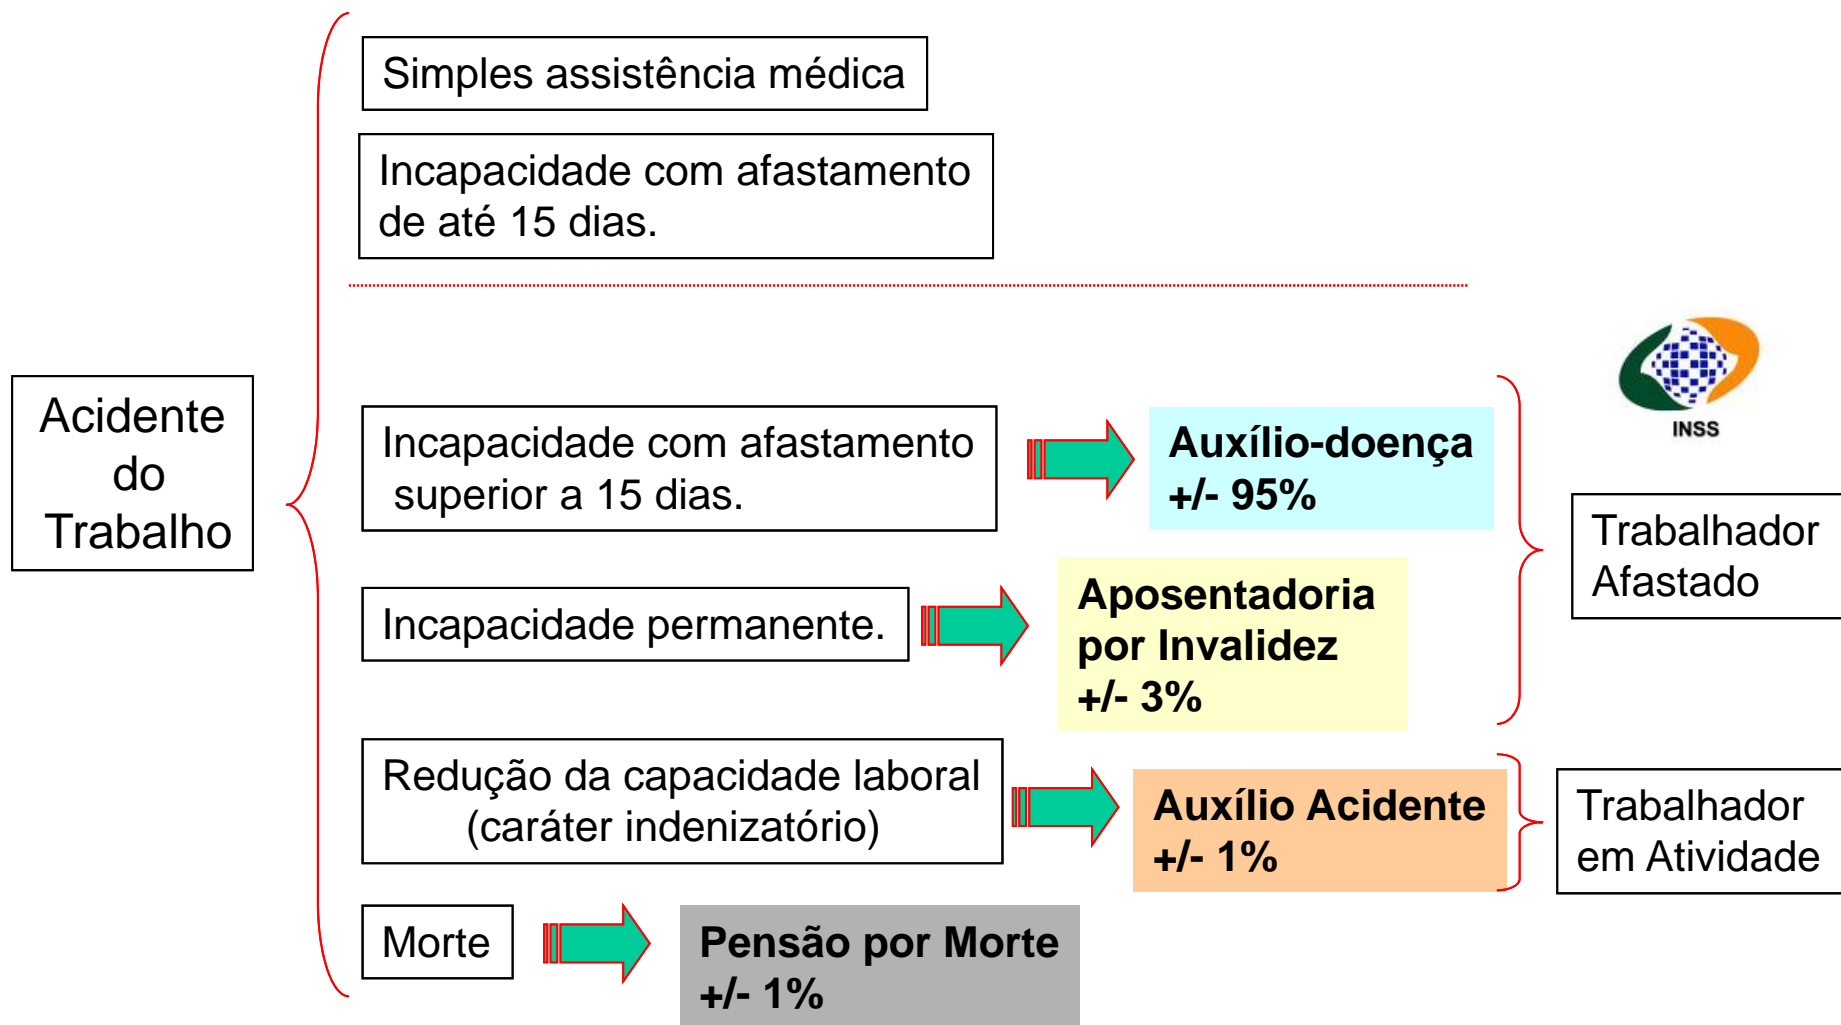 Simples assistência médica
Incapacidade com afastamento
de até 15 dias.
INSS
Acidente
do
Trabalho
Incapacidade com afastamento
superior a 15 dias.
Auxílio-doença
+/- 95%
Trabalhador
Afastado
Incapacidade permanente.
Aposentadoria
por Invalidez
+/- 3%
Redução da capacidade laboral
(caráter indenizatório)
Auxílio Acidente
+/- 1%
Trabalhador
em Atividade
Morte
Pensão por Morte
+/- 1%